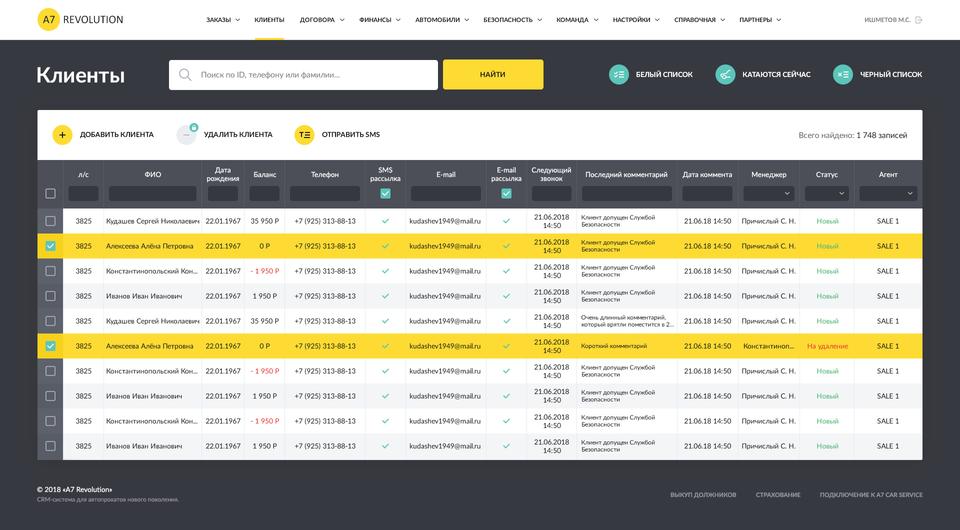 A7 REVOLUTION
ЗАКАЗЫ КЛИЕНТЫ ДОГОВОРА ФИНАНСЫ АВТОМОБИЛИ БЕЗОПАСНОСТЬ КОМАНДА НАСТРОЙКИ СПРАВОЧНАЯ ПАРТНЕРЫ
ИШМЕТОВ М.С.
Клиенты
Поиск по ID, телефону или фамилии...
НАЙТИ
БЕЛЫЙ СПИСОК КАТАЮТСЯ СЕЙЧАС ЧЕРНЫЙ СПИСОК
ДОБАВИТЬ КЛИЕНТА УДАЛИТЬ КЛИЕНТА ОТПРАВИТЬ SMS
Всего найдено: 1 748 записей
л/с ФИО Дата рождения Баланс Телефон SMS рассылка E-mail E-mail рассылка Следующий звонок Последний комментарий Дата коммента Менеджер Статус Агент
3825 Кудашев Сергей Николаевич 22.01.1967 35 950 Р +7 (925) 313-88-13 kudashev1949@mail.ru 21.06.2018 14:50 Клиент допущен Службой Безопасности 21.06.18 14:50 Причислый С. Н. Новый SALE 1
3825 Алексеева Алёна Петровна 22.01.1967 0 Р +7 (925) 313-88-13 kudashev1949@mail.ru 21.06.2018 14:50 Клиент допущен Службой Безопасности 21.06.18 14:50 Причислый С. Н. Новый SALE 1
3825 Константинопольский Кон... 22.01.1967 - 1 950 Р +7 (925) 313-88-13 kudashev1949@mail.ru 21.06.2018 14:50 Клиент допущен Службой Безопасности 21.06.18 14:50 Причислый С. Н. Новый SALE 1
3825 Иванов Иван Иванович 22.01.1967 1 950 Р +7 (925) 313-88-13 kudashev1949@mail.ru 21.06.2018 14:50 Клиент допущен Службой Безопасности 21.06.18 14:50 Причислый С. Н. Новый SALE 1
3825 Кудашев Сергей Николаевич 22.01.1967 35 950 Р +7 (925) 313-88-13 kudashev1949@mail.ru 21.06.2018 14:50 Очень длинный комментарий, который врятли поместится в 2... 21.06.18 14:50 Причислый С. Н. Новый SALE 1
3825 Алексеева Алёна Петровна 22.01.1967 0 Р +7 (925) 313-88-13 kudashev1949@mail.ru 21.06.2018 14:50 Короткий комментарий 21.06.18 14:50 Константиноп... На удаление SALE 1
3825 Константинопольский Кон... 22.01.1967 - 1 950 Р +7 (925) 313-88-13 kudashev1949@mail.ru 21.06.2018 14:50 Клиент допущен Службой Безопасности 21.06.18 14:50 Причислый С. Н. Новый SALE 1
3825 Иванов Иван Иванович 22.01.1967 1 950 Р +7 (925) 313-88-13 kudashev1949@mail.ru 21.06.2018 14:50 Клиент допущен Службой Безопасности 21.06.18 14:50 Причислый С. Н. Новый SALE 1
3825 Константинопольский Кон... 22.01.1967 - 1 950 Р +7 (925) 313-88-13 kudashev1949@mail.ru 21.06.2018 14:50 Клиент допущен Службой Безопасности 21.06.18 14:50 Причислый С. Н. Новый SALE 1
3825 Иванов Иван Иванович 22.01.1967 1 950 Р +7 (925) 313-88-13 kudashev1949@mail.ru 21.06.2018 14:50 Клиент допущен Службой Безопасности 21.06.18 14:50 Причислый С. Н. Новый SALE 1
© 2018 «A7 Revolution»
CRM-система для автопрокатов нового поколения.
ВЫКУП ДОЛЖНИКОВ СТРАХОВАНИЕ ПОДКЛЮЧЕНИЕ К A7 CAR SERVICE